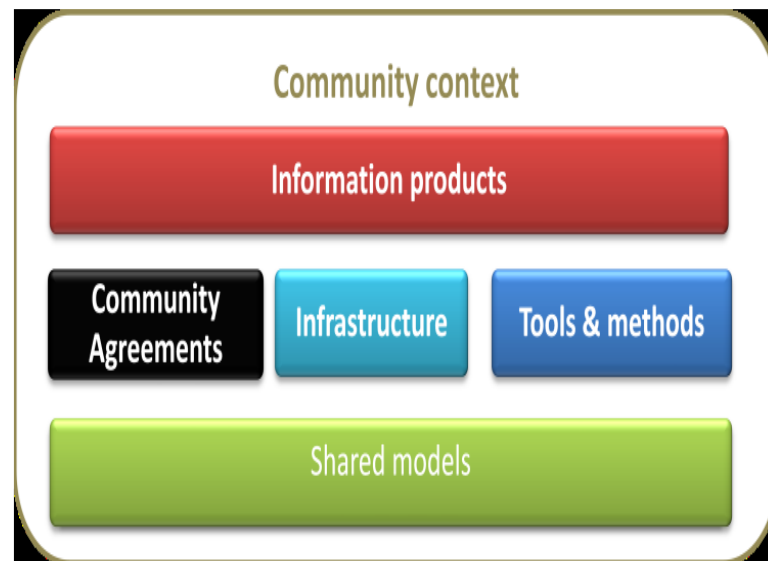 Community context
Information products
Community
Agreements
Infrastructure
Tools & methods
Shared models